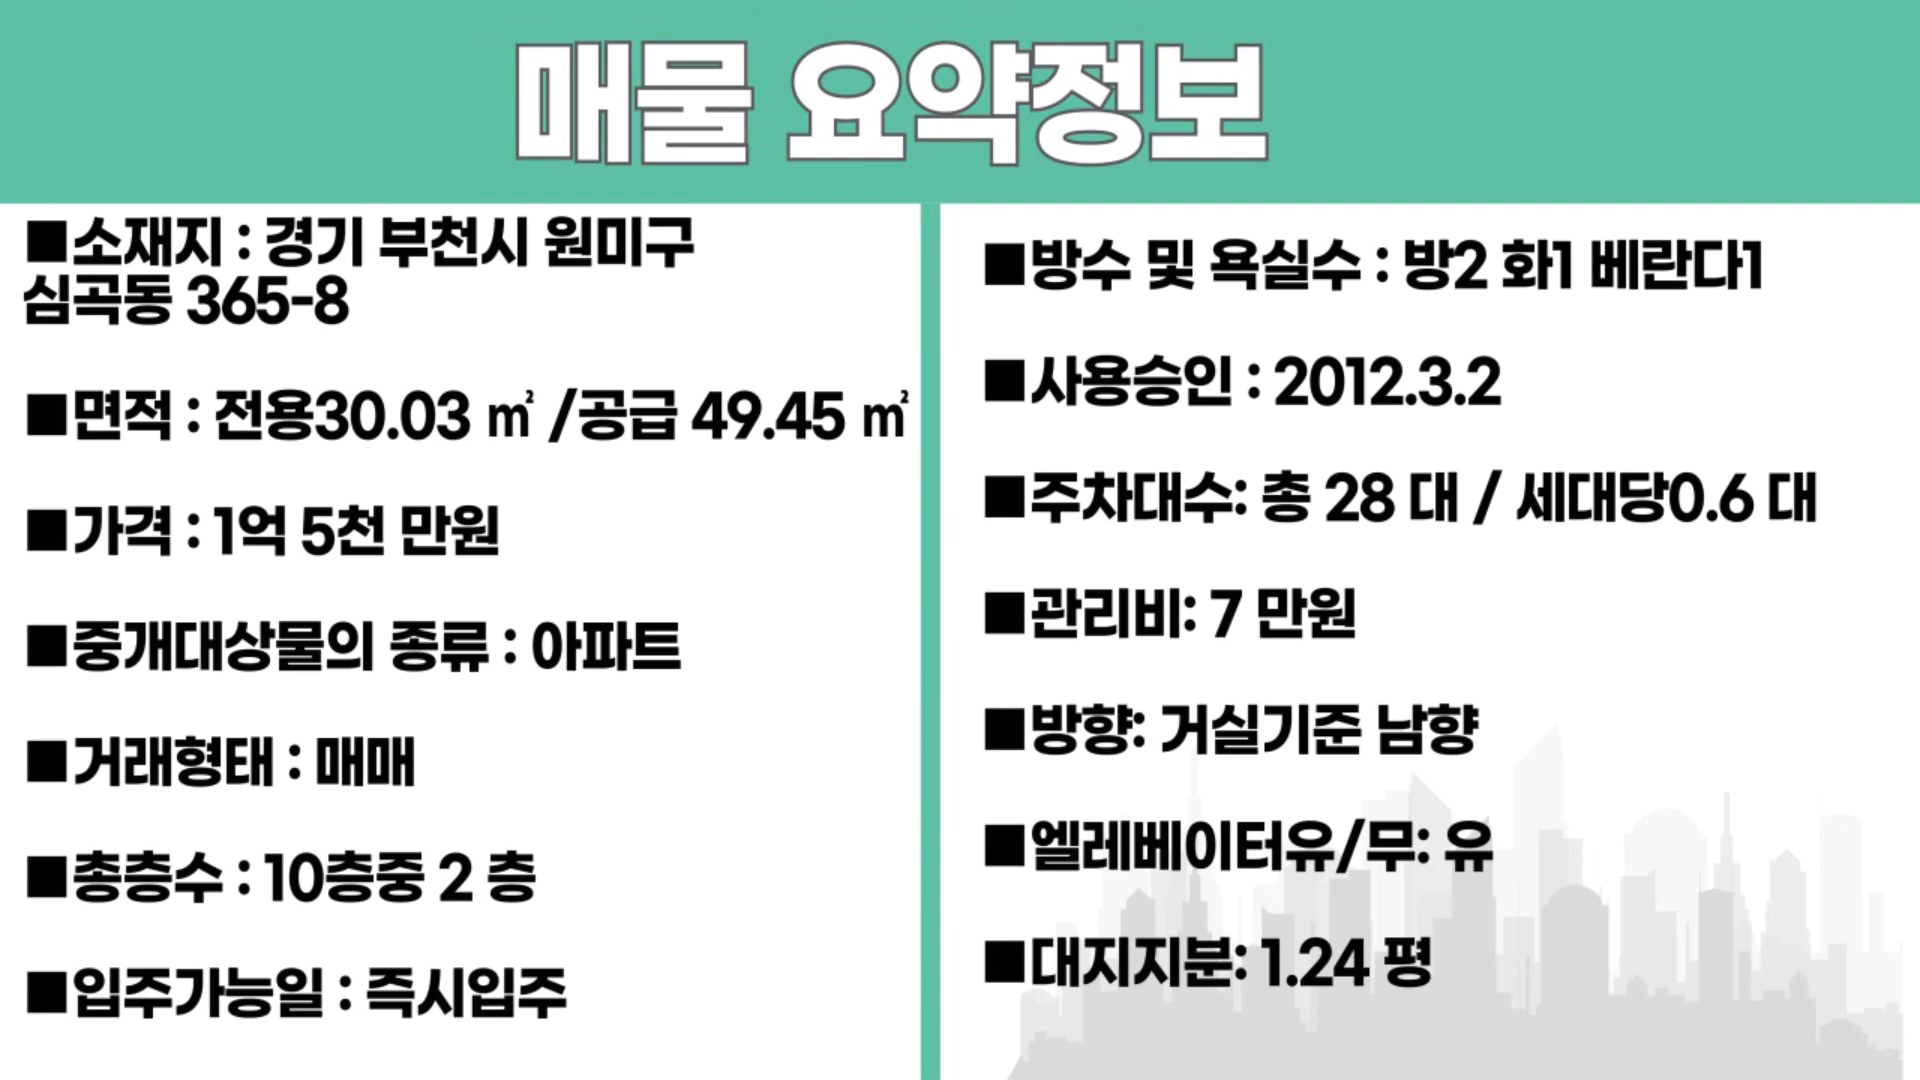 매물 요약정보
■소재지 : 경기 부천시 원미구
심곡동 365-8
■면적 : 전용30.03 ㎡ /공급 49.45 ㎡
■가격 : 1억 5천 만원
■중개대상물의 종류 : 아파트
■거래형태 : 매매
■총층수 : 10층중 2 층
■입주가능일 : 즉시입주
■방수 및 욕실수 : 방2 화1 베란다1
■사용승인 : 2012.3.2
■주차대수: 총 28 대 / 세대당0.6 대
■관리비: 7 만원
■방향: 거실기준 남향
■엘레베이터유/무: 유
■대지지분: 1.24 평